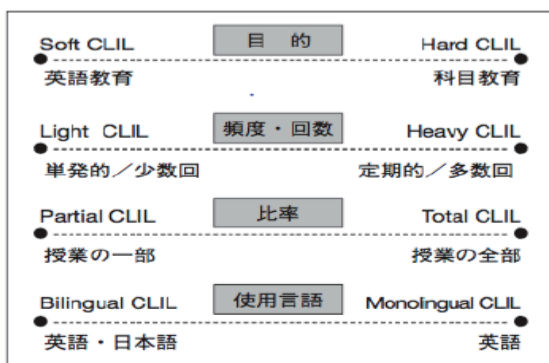 Soft CLIL 目 的 Hard CLIL
英語教育 科目教育
Light CLIL 頻度・回数 Heavy CLIL
単発的／少数回 定期的／多数回
Partial CLIL 比率 Total CLIL
授業の一部 授業の全部
Bilingual CLIL 使用言語 Monolingual CLIL
英語・日本語 英語